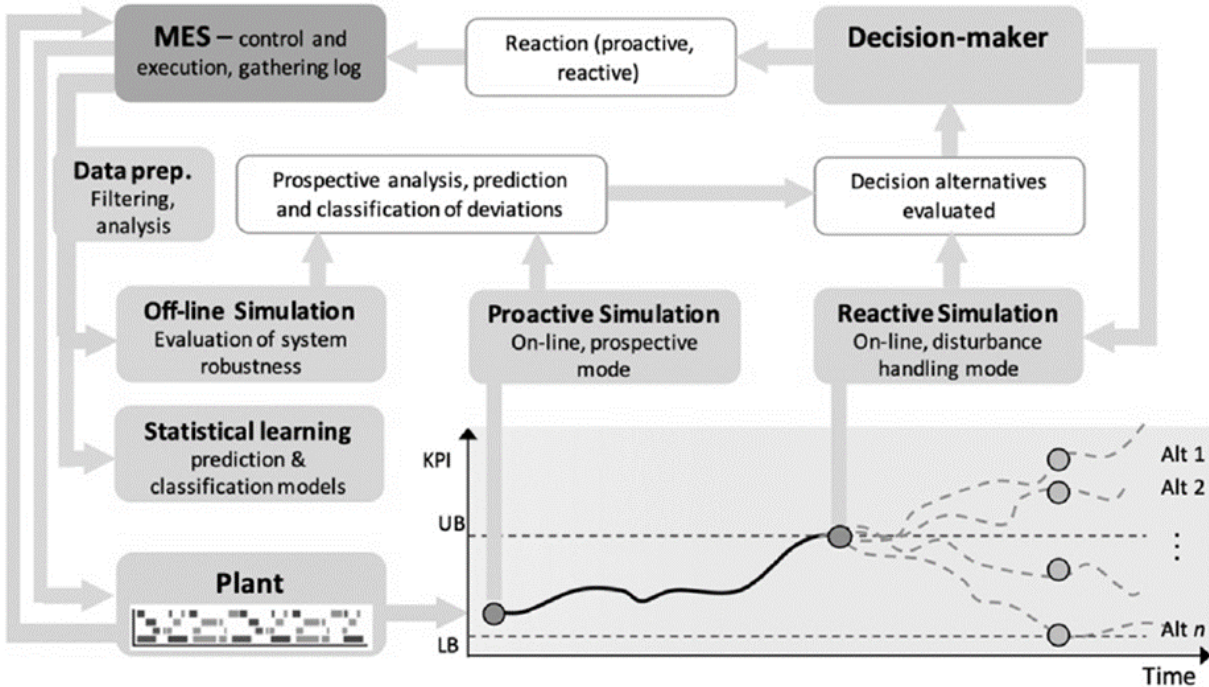 MES – control and
execution, gathering log
Reaction (proactive,
reactive)
Decision-maker
Data prep.
Filtering,
analysis
Prospective analysis, prediction
and classification of deviations
Decision alternatives
evaluated
Off-line Simulation
Evaluation of system
robustness
Proactive Simulation
On-line, prospective
mode
Reactive Simulation
On-line, disturbance
handling mode
Statistical learning
prediction &
classification models
Plant
KPI
UB
LB
Alt 1
Alt 2
⋮
Alt n
Time